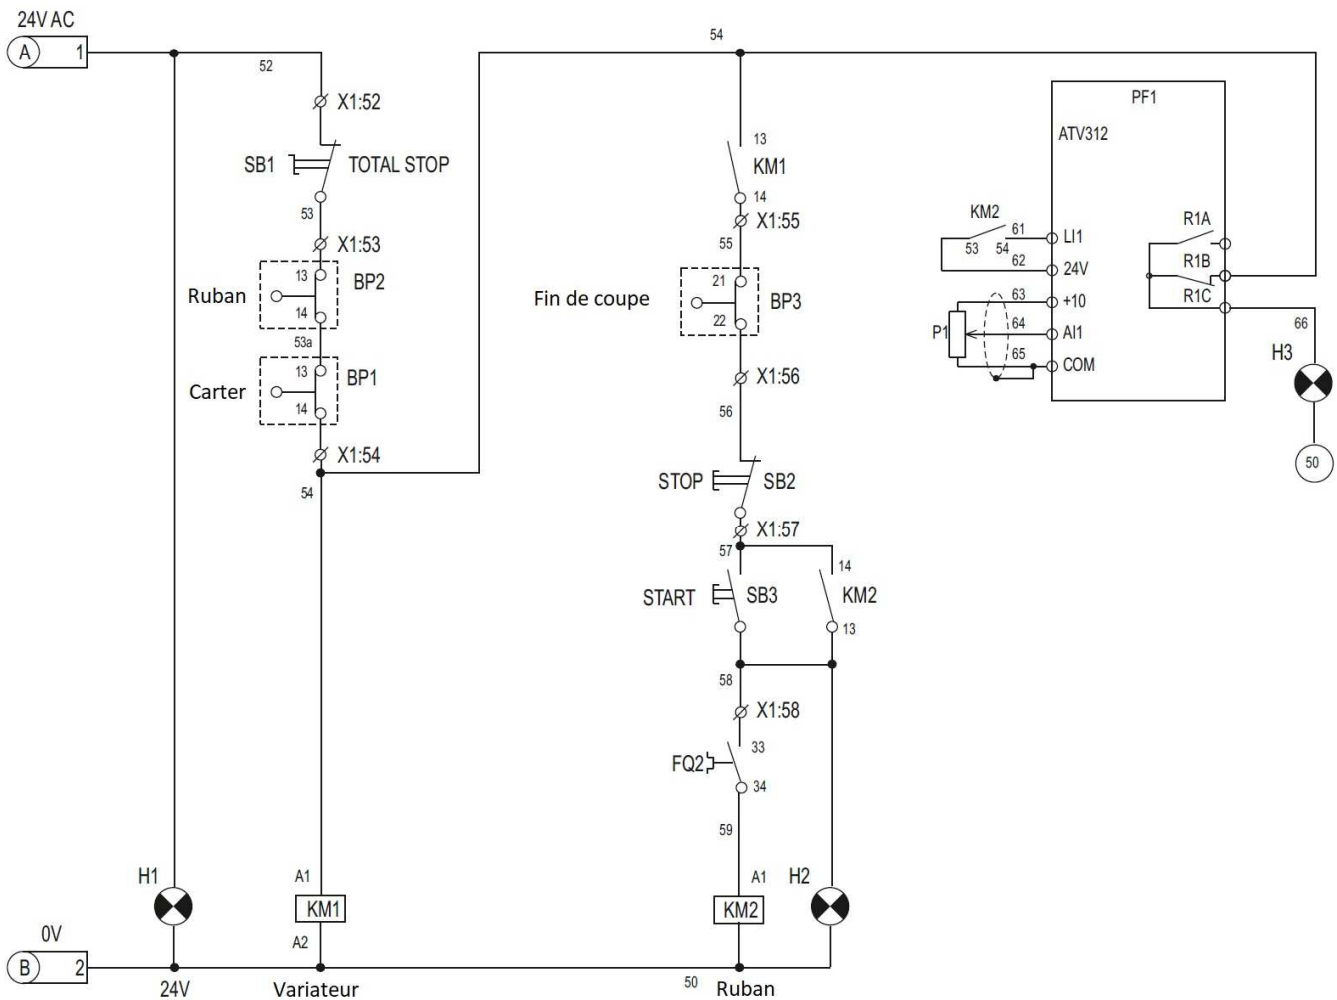 24V AC
A 1
52
X1:52
SB1 TOTAL STOP
53
X1:53
Ruban
13
14
BP2
53a
Carter
13
14
BP1
X1:54
54
H1
A1
KM1
A2
0V
B 2
24V
Variateur
54
13
KM1
14
X1:55
55
Fin de coupe
21
22
BP3
X1:56
56
STOP SB2
X1:57
57
START SB3
14
KM2
13
58
X1:58
FQ2
33
34
59
A1
KM2
H2
50
Ruban
PF1
ATV312
KM2
53 54
61
LI1
62
24V
63
+10
P1
64
AI1
65
COM
R1A
R1B
R1C
66
H3
50